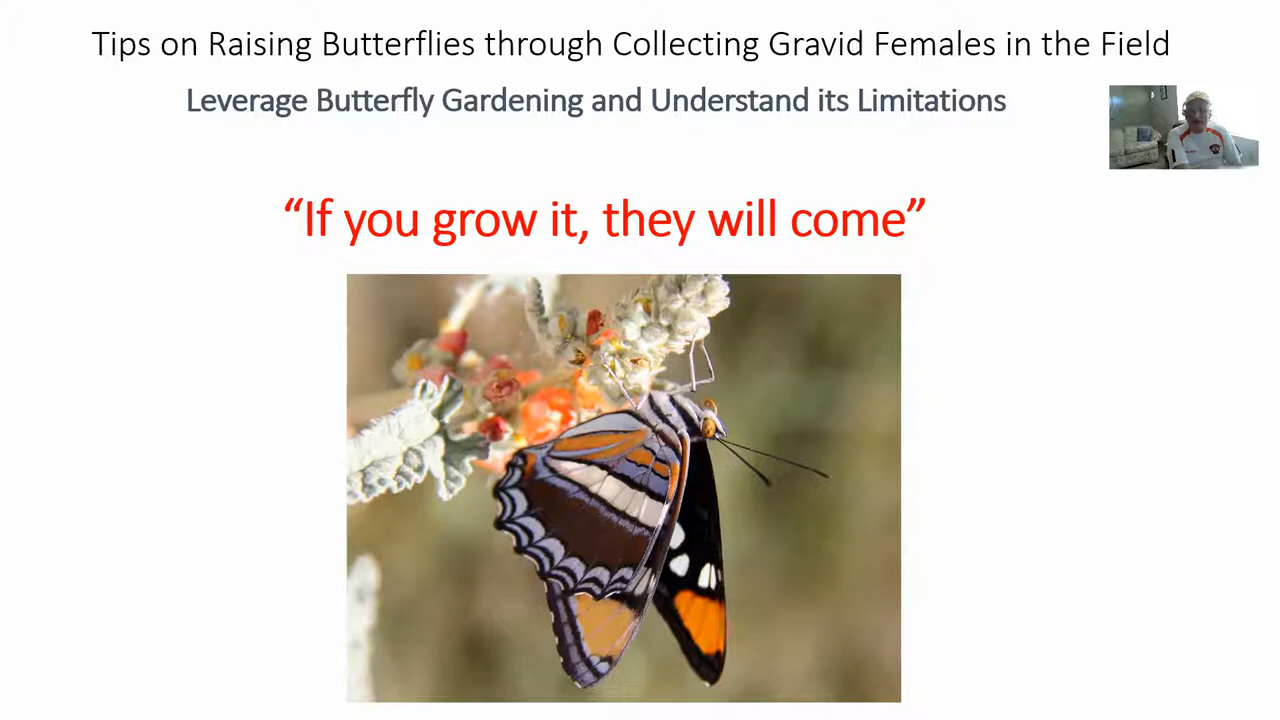 Tips on Raising Butterflies through Collecting Gravid Females in the Field
Leverage Butterfly Gardening and Understand its Limitations
“If you grow it, they will come”